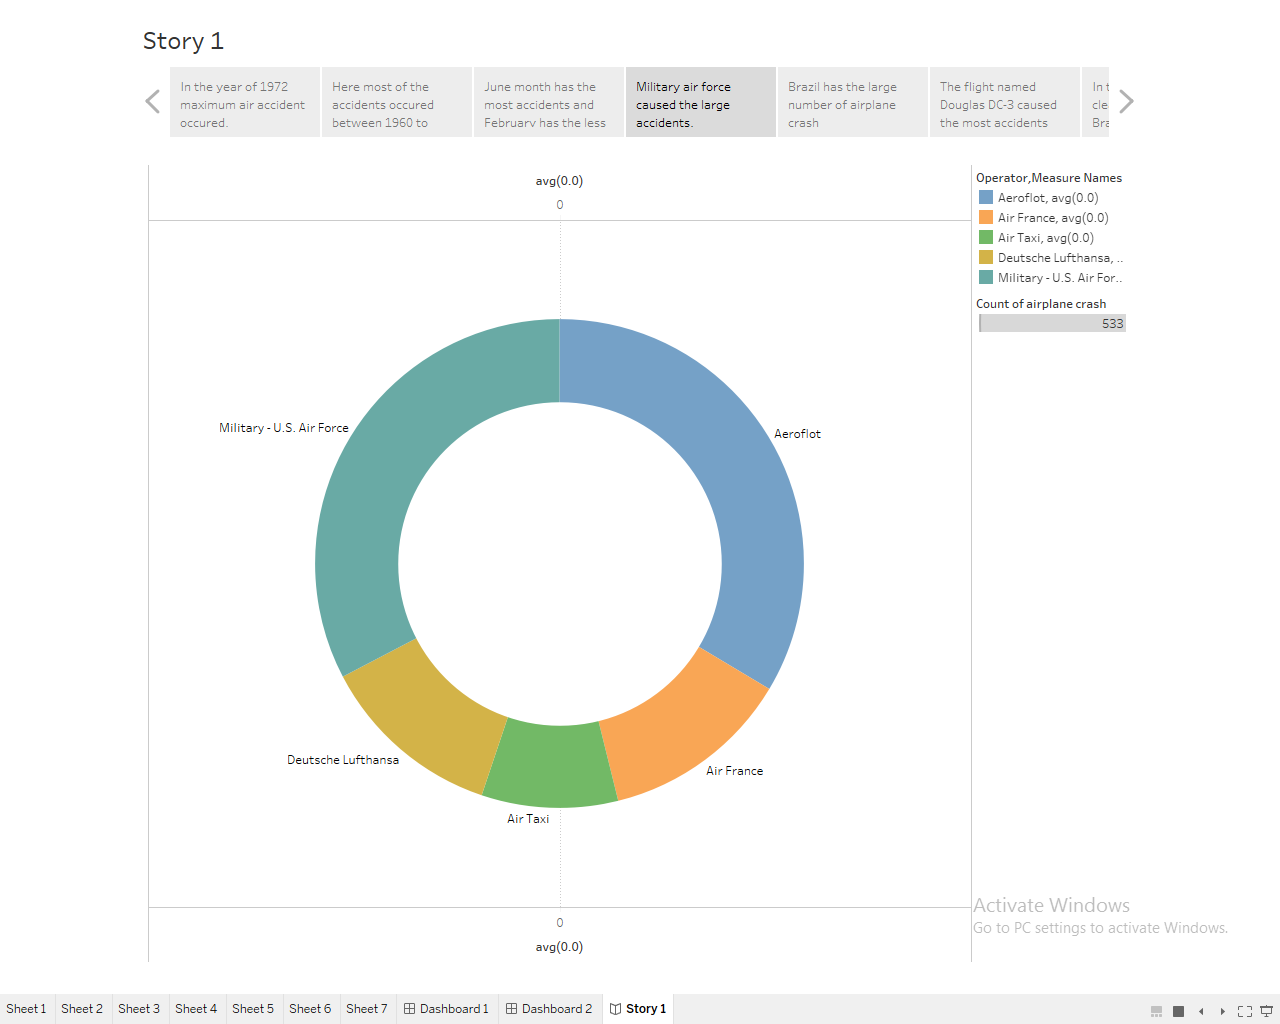 Story 1
In the year of 1972
maximum air accident
occured.
Here most of the
accidents occured
between 1960 to
June month has the
most accidents and
February has the less
Military air force
caused the large
accidents.
Brazil has the large
number of airplane
crash
The flight named
Douglas DC-3 caused
the most accidents
In t
cle
Bra
avg(0.0)
0
Operator,Measure Names
Aeroflot, avg(0.0)
Air France, avg(0.0)
Air Taxi, avg(0.0)
Deutsche Lufthansa, ..
Military - U.S. Air For..
Count of airplane crash
533
Military - U.S. Air Force
Aeroflot
Deutsche Lufthansa
Air France
Air Taxi
0
avg(0.0)
Activate Windows
Go to PC settings to activate Windows.
Sheet 1 Sheet 2 Sheet 3 Sheet 4 Sheet 5 Sheet 6 Sheet 7 Dashboard 1 Dashboard 2 Story 1